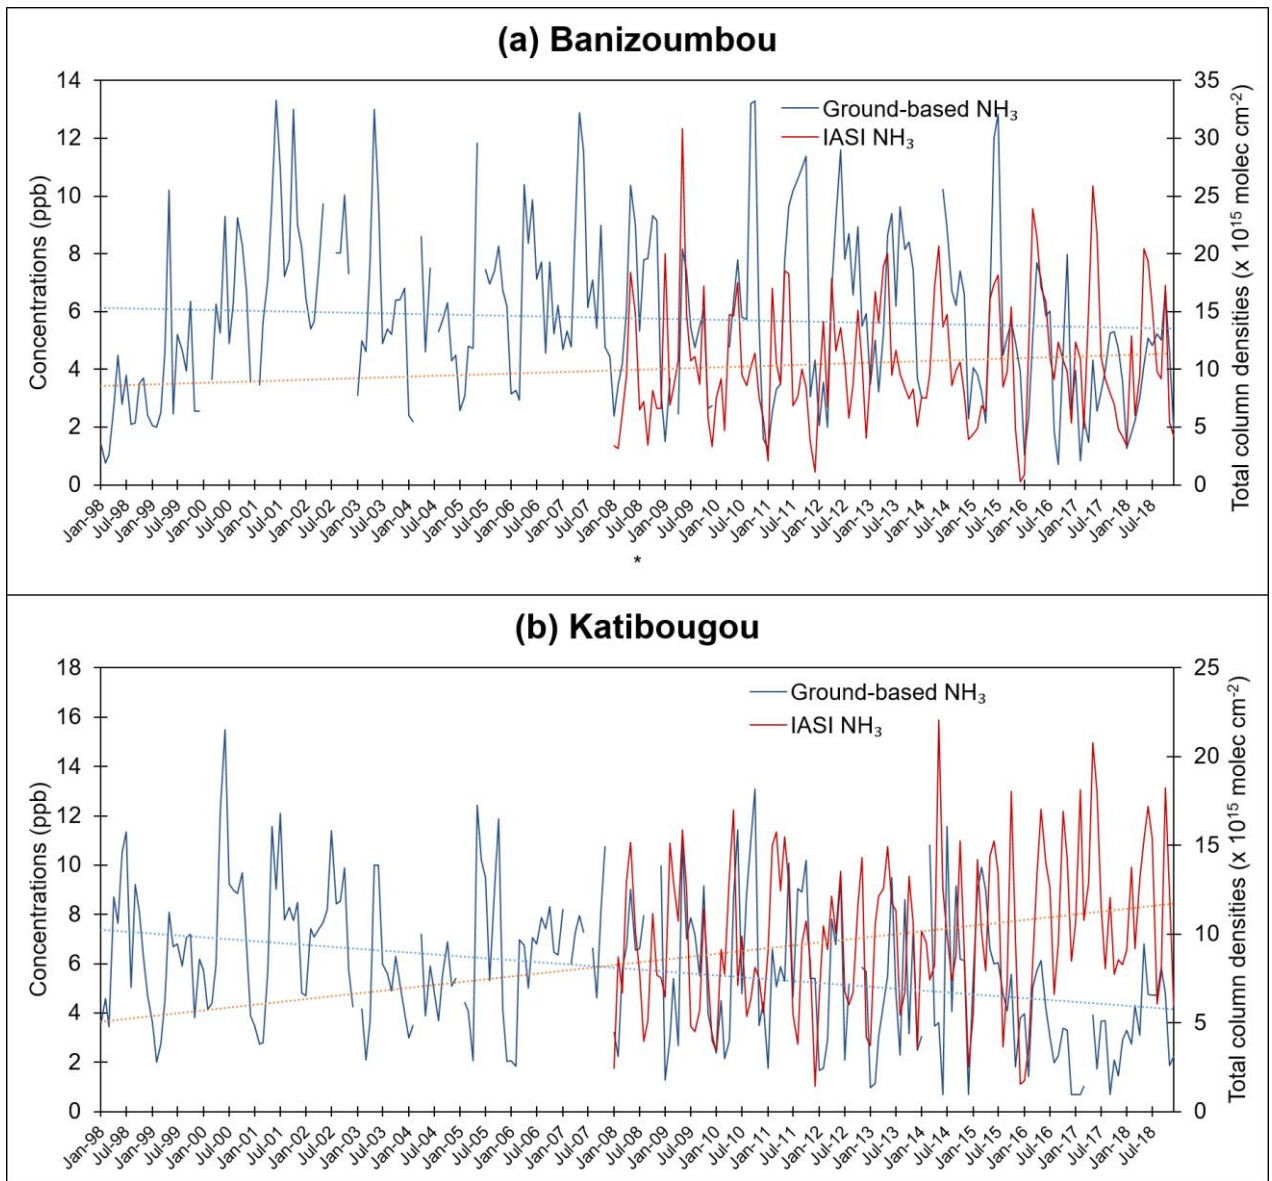 (a) Banizoumbou
Concentrations (ppb)
14
12
10
8
6
4
2
0
Ground-based NH₃
IASI NH₃
35
30
25
20
15
10
5
0
Total column densities (x 10¹⁵ molec cm⁻²)
Jan-98 Jul-98 Jan-99 Jul-99 Jan-00 Jul-00 Jan-01 Jul-01 Jan-02 Jul-02 Jan-03 Jul-03 Jan-04 Jul-04 Jan-05 Jul-05 Jan-06 Jul-06 Jan-07 Jul-07 Jan-08 Jul-08 Jan-09 Jul-09 Jan-10 Jul-10 Jan-11 Jul-11 Jan-12 Jul-12 Jan-13 Jul-13 Jan-14 Jul-14 Jan-15 Jul-15 Jan-16 Jul-16 Jan-17 Jul-17 Jan-18 Jul-18
*
(b) Katibougou
Concentrations (ppb)
18
16
14
12
10
8
6
4
2
0
Ground-based NH₃
IASI NH₃
25
20
15
10
5
0
Total column densities (x 10¹⁵ molec cm⁻²)
Jan-98 Jul-98 Jan-99 Jul-99 Jan-00 Jul-00 Jan-01 Jul-01 Jan-02 Jul-02 Jan-03 Jul-03 Jan-04 Jul-04 Jan-05 Jul-05 Jan-06 Jul-06 Jan-07 Jul-07 Jan-08 Jul-08 Jan-09 Jul-09 Jan-10 Jul-10 Jan-11 Jul-11 Jan-12 Jul-12 Jan-13 Jul-13 Jan-14 Jul-14 Jan-15 Jul-15 Jan-16 Jul-16 Jan-17 Jul-17 Jan-18 Jul-18